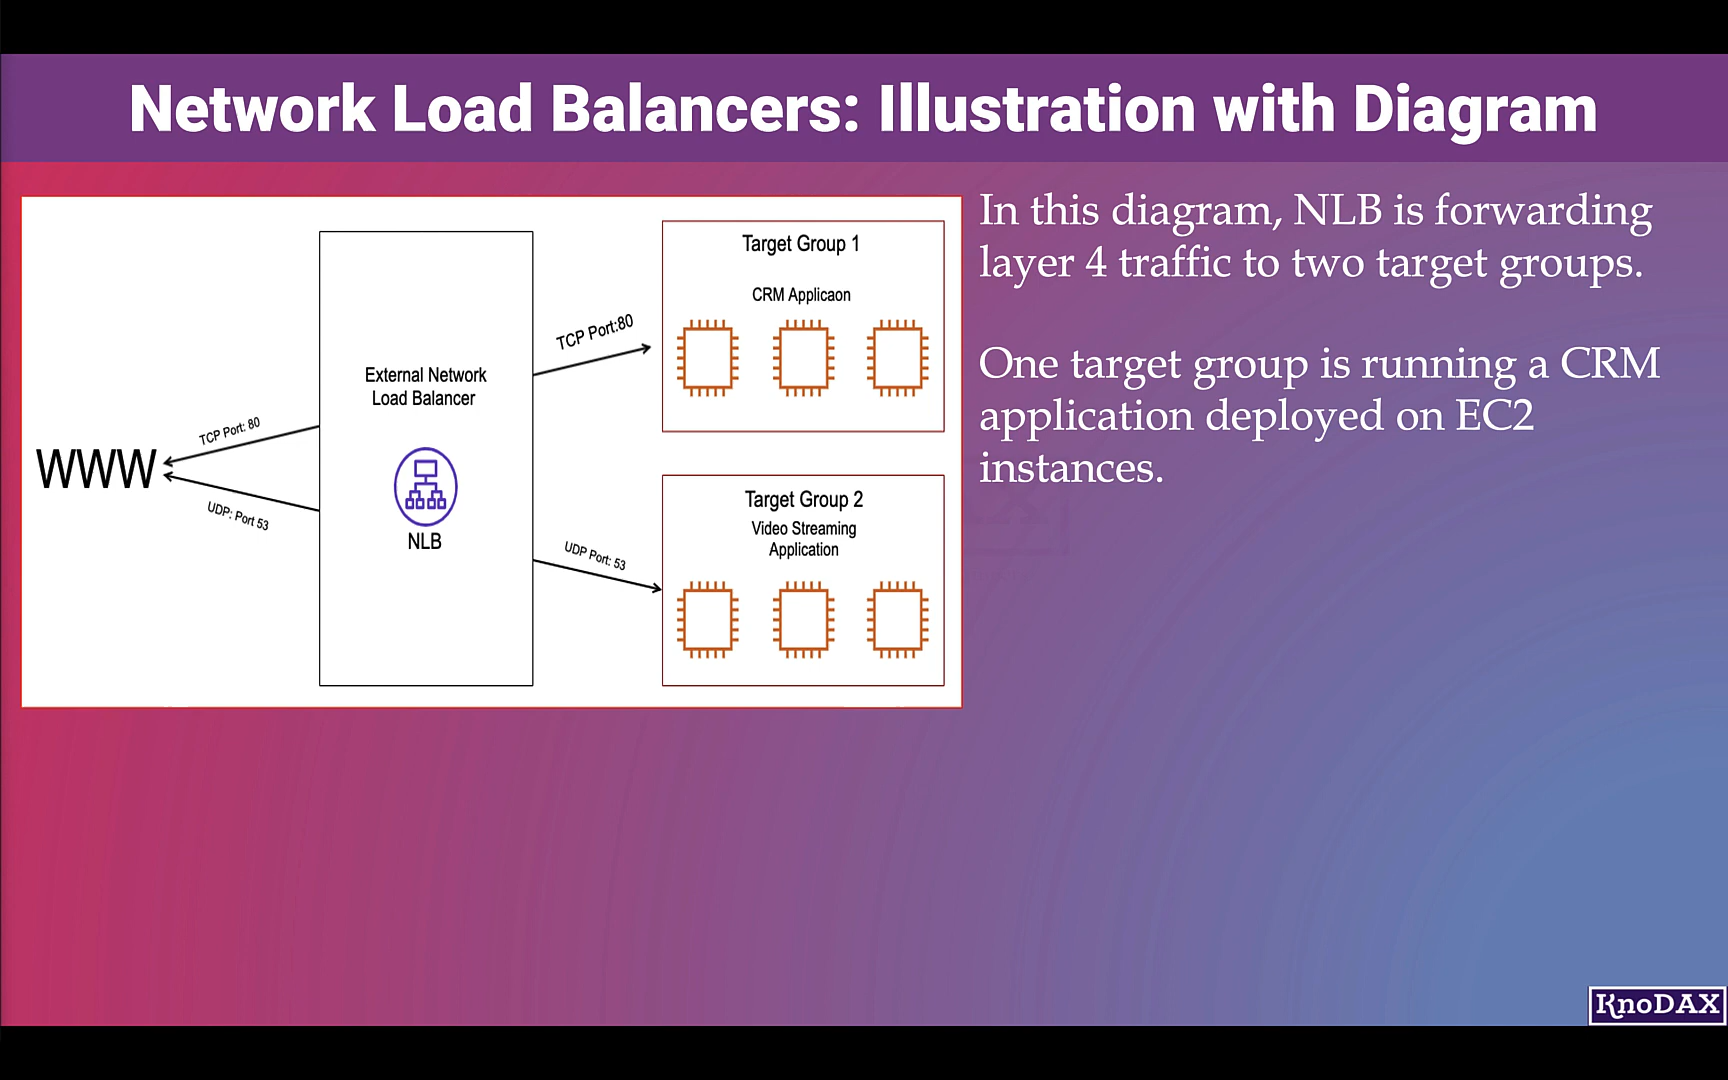 Network Load Balancers: Illustration with Diagram
In this diagram, NLB is forwarding
layer 4 traffic to two target groups.
One target group is running a CRM
application deployed on EC2
instances.
WWW
TCP Port: 80
UDP: Port 53
External Network
Load Balancer
NLB
TCP Port:80
UDP Port: 53
Target Group 1
CRM Applicaon
Target Group 2
Video Streaming
Application
KnoDAX